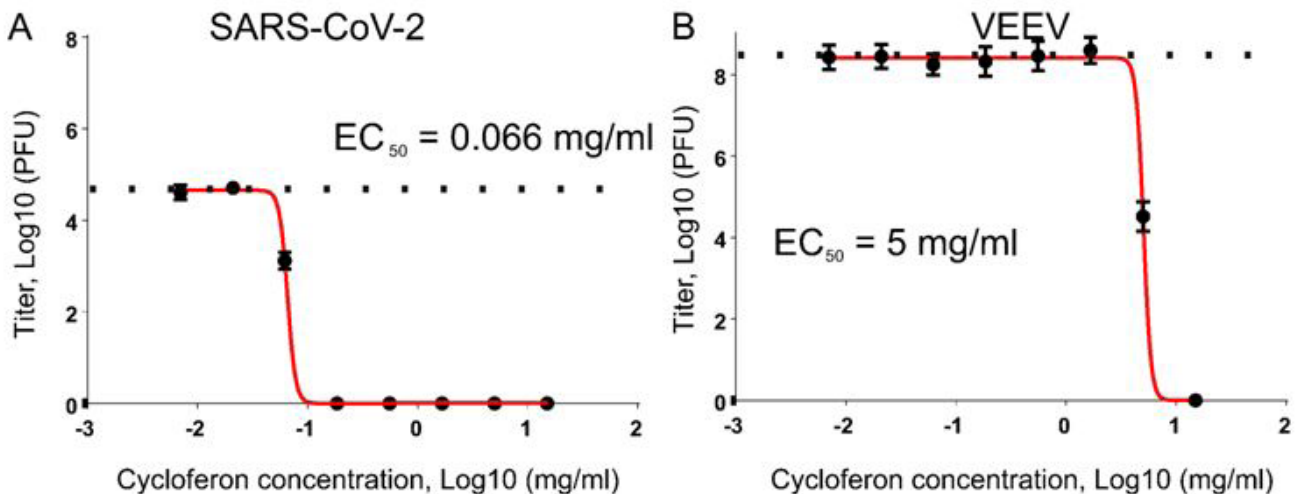 A
SARS-CoV-2
8
6
4
2
0
Titer, Log10 (PFU)
EC50 = 0.066 mg/ml
-3 -2 -1 0 1 2
Cycloferon concentration, Log10 (mg/ml)
B
VEEV
8
6
4
2
0
Titer, Log10 (PFU)
EC50 = 5 mg/ml
-3 -2 -1 0 1 2
Cycloferon concentration, Log10 (mg/ml)